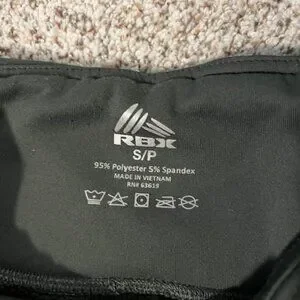 RBX
S/P
95% Polyester 5% Spandex
MADE IN VIETNAM
RN# 63619